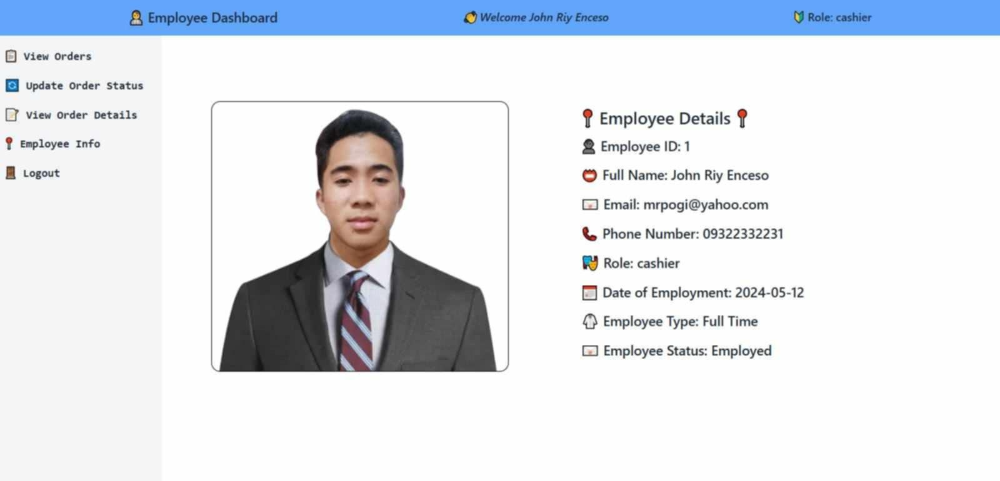 Employee Dashboard
Welcome John Riy Enceso
Role: cashier
View Orders
Update Order Status
View Order Details
Employee Info
Logout
Employee Details
Employee ID: 1
Full Name: John Riy Enceso
Email: mrpogi@yahoo.com
Phone Number: 09322332231
Role: cashier
Date of Employment: 2024-05-12
Employee Type: Full Time
Employee Status: Employed